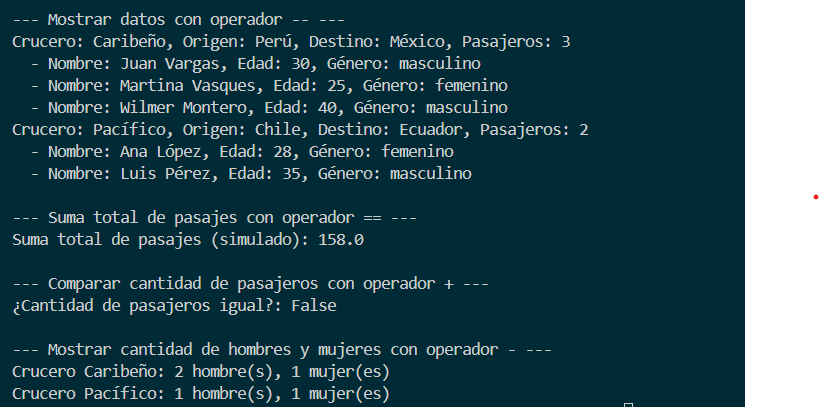 --- Mostrar datos con operador -- ---
Crucero: Caribeño, Origen: Perú, Destino: México, Pasajeros: 3
- Nombre: Juan Vargas, Edad: 30, Género: masculino
- Nombre: Martina Vasques, Edad: 25, Género: femenino
- Nombre: Wilmer Montero, Edad: 40, Género: masculino
Crucero: Pacífico, Origen: Chile, Destino: Ecuador, Pasajeros: 2
- Nombre: Ana López, Edad: 28, Género: femenino
- Nombre: Luis Pérez, Edad: 35, Género: masculino
--- Suma total de pasajes con operador == ---
Suma total de pasajes (simulado): 158.0
--- Comparar cantidad de pasajeros con operador + ---
¿Cantidad de pasajeros igual?: False
--- Mostrar cantidad de hombres y mujeres con operador - ---
Crucero Caribeño: 2 hombre(s), 1 mujer(es)
Crucero Pacífico: 1 hombre(s), 1 mujer(es)